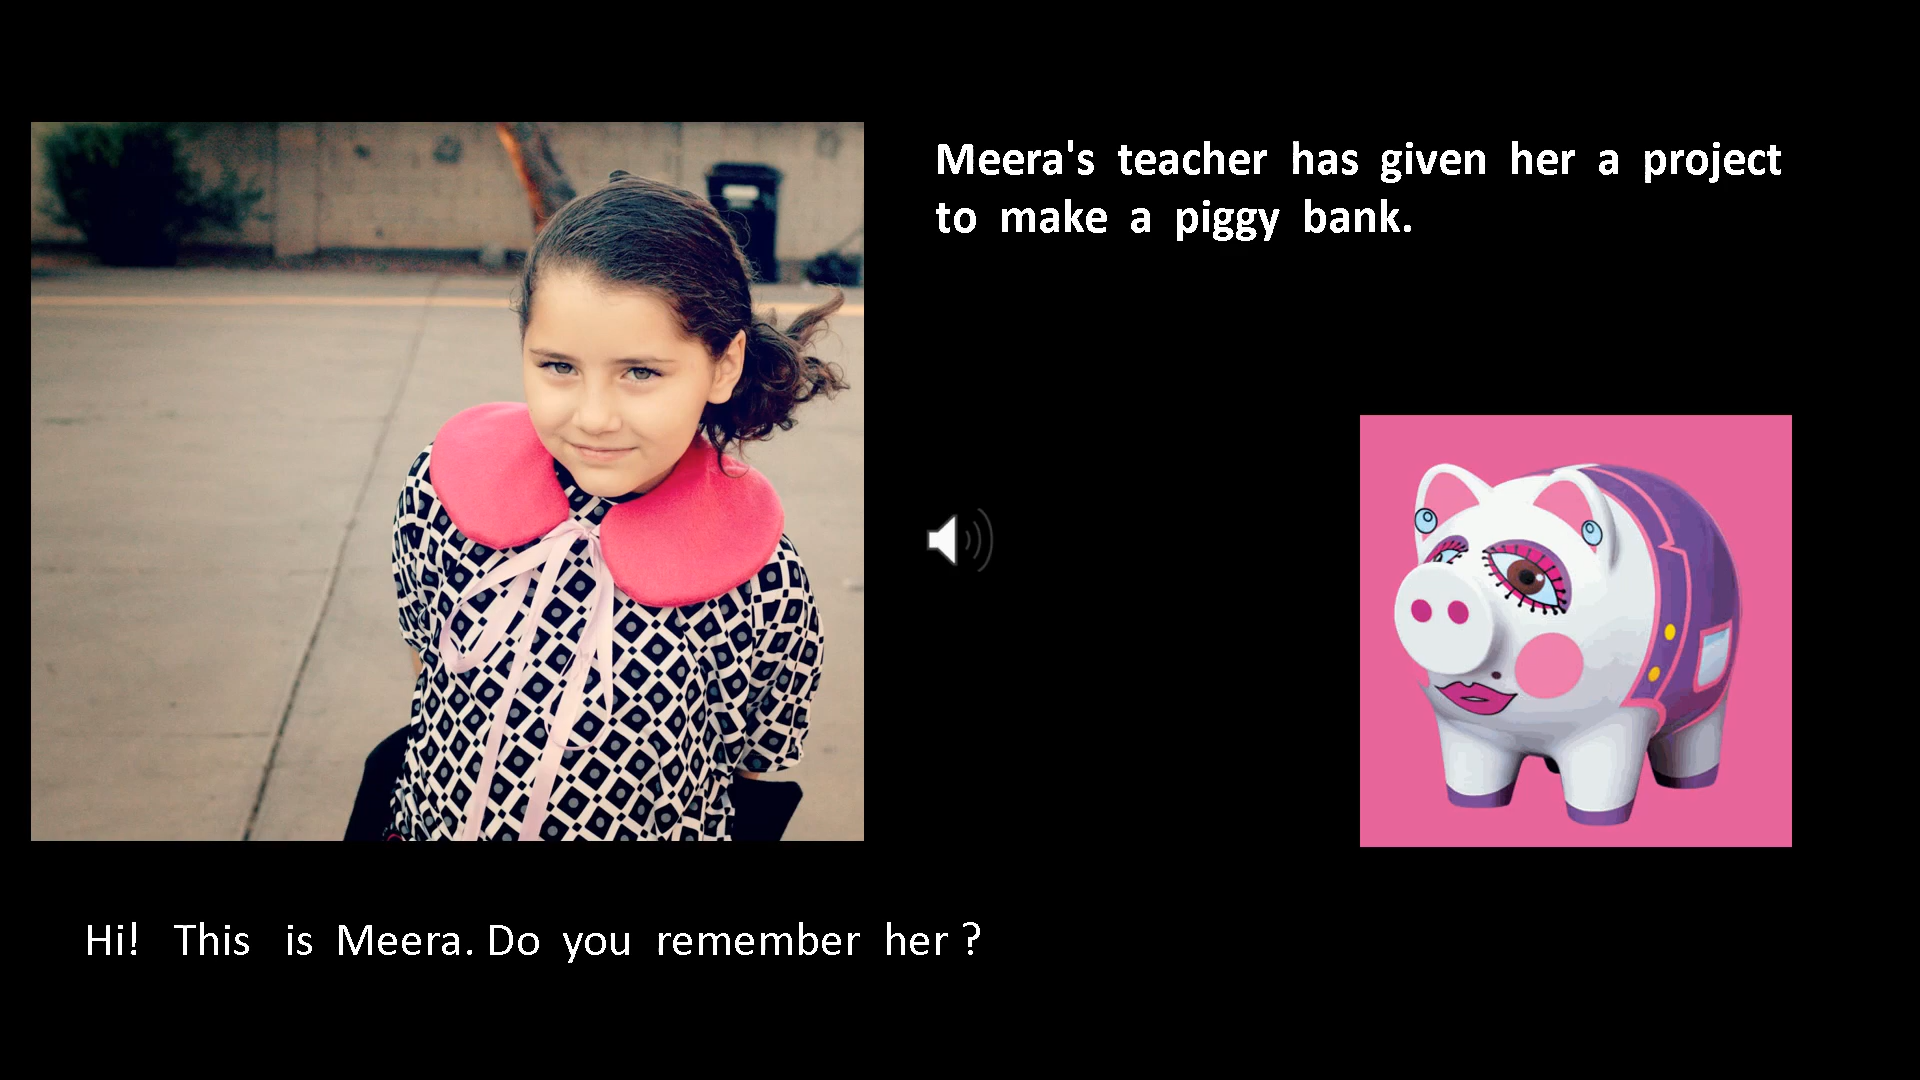 Meera's teacher has given her a project
to make a piggy bank.
Hi! This is Meera. Do you remember her ?